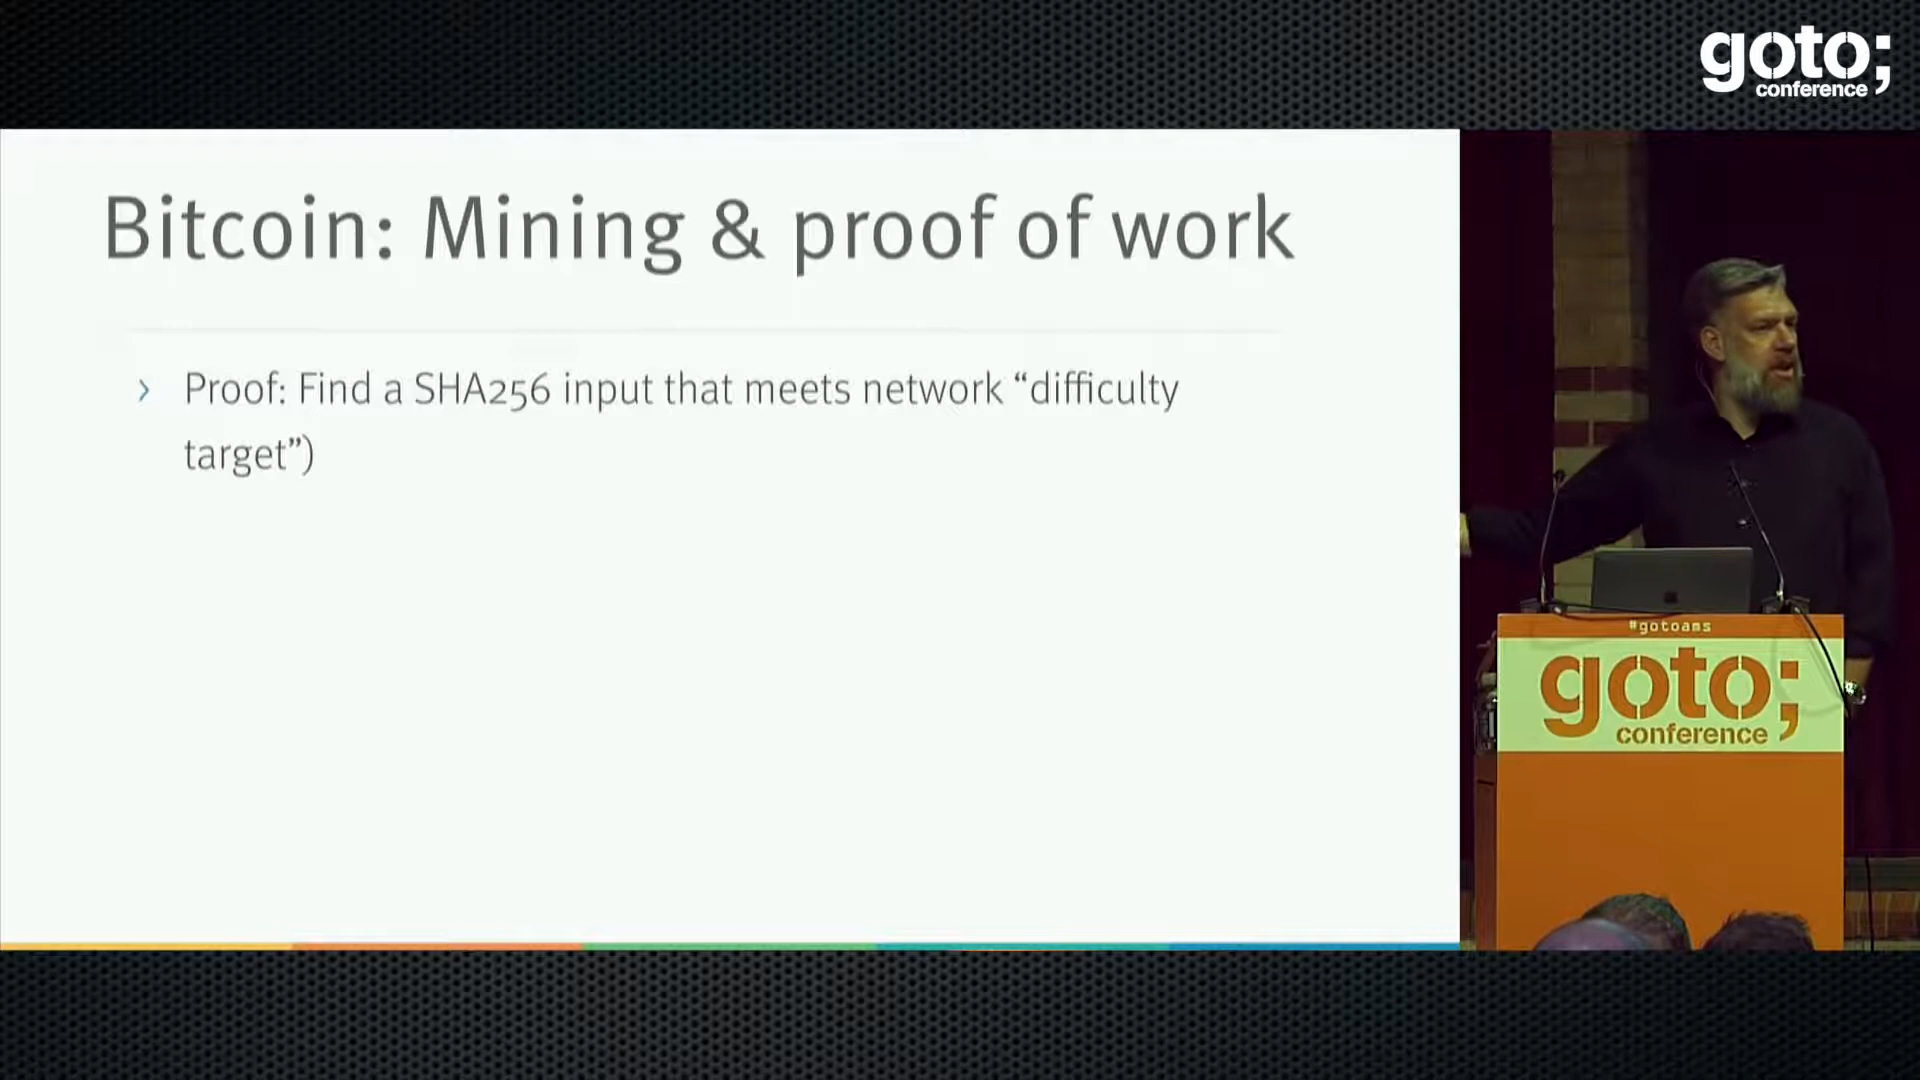 goto;
conference
Bitcoin: Mining & proof of work
› Proof: Find a SHA256 input that meets network “difficulty
target”)
#gotoams
goto;
conference